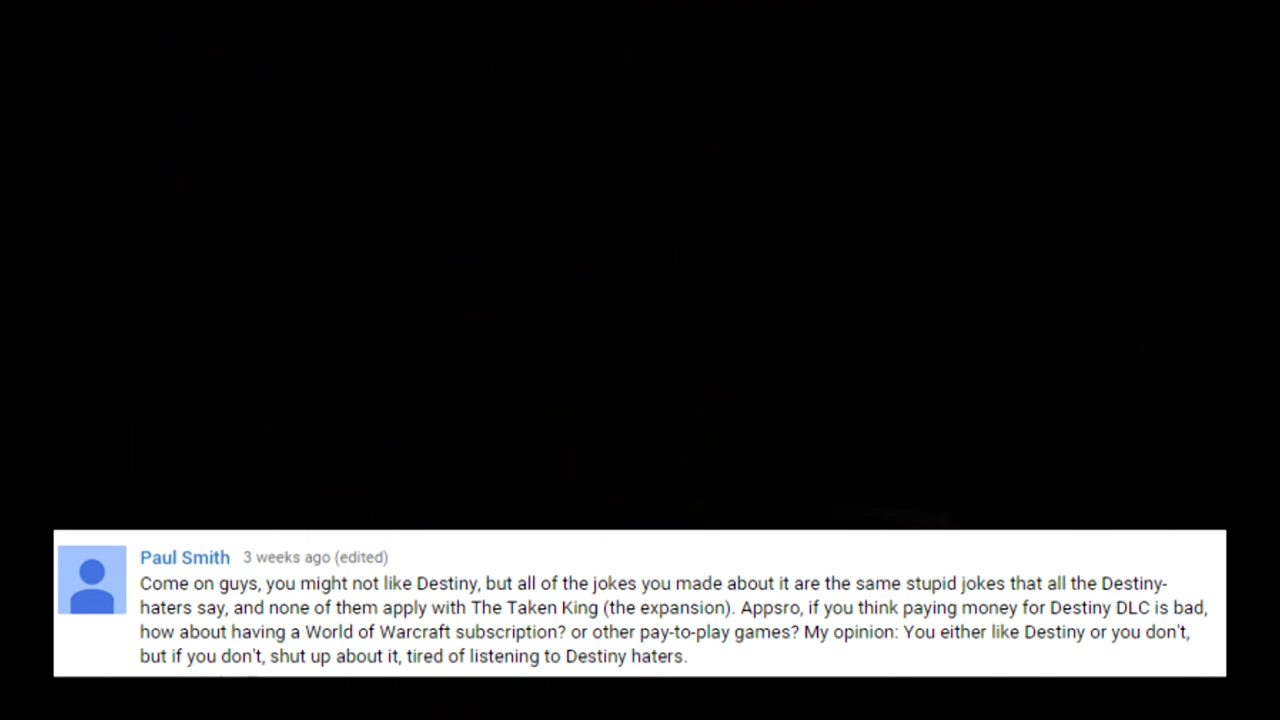 Paul Smith 3 weeks ago (edited)
Come on guys, you might not like Destiny, but all of the jokes you made about it are the same stupid jokes that all the Destiny-
haters say, and none of them apply with The Taken King (the expansion). Appsro, if you think paying money for Destiny DLC is bad,
how about having a World of Warcraft subscription? or other pay-to-play games? My opinion: You either like Destiny or you don't,
but if you don't, shut up about it, tired of listening to Destiny haters.